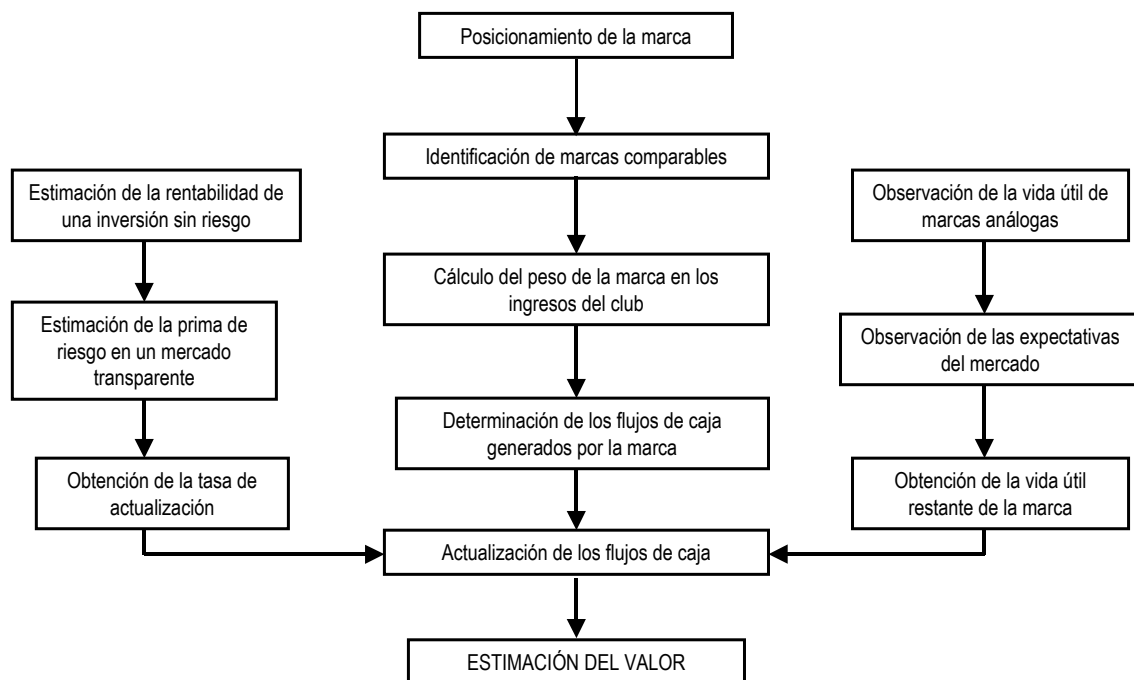 Posicionamiento de la marca
Identificación de marcas comparables
Estimación de la rentabilidad de
una inversión sin riesgo
Observación de la vida útil de
marcas análogas
Cálculo del peso de la marca en los
ingresos del club
Estimación de la prima de
riesgo en un mercado
transparente
Observación de las expectativas
del mercado
Determinación de los flujos de caja
generados por la marca
Obtención de la tasa de
actualización
Obtención de la vida útil
restante de la marca
Actualización de los flujos de caja
ESTIMACIÓN DEL VALOR